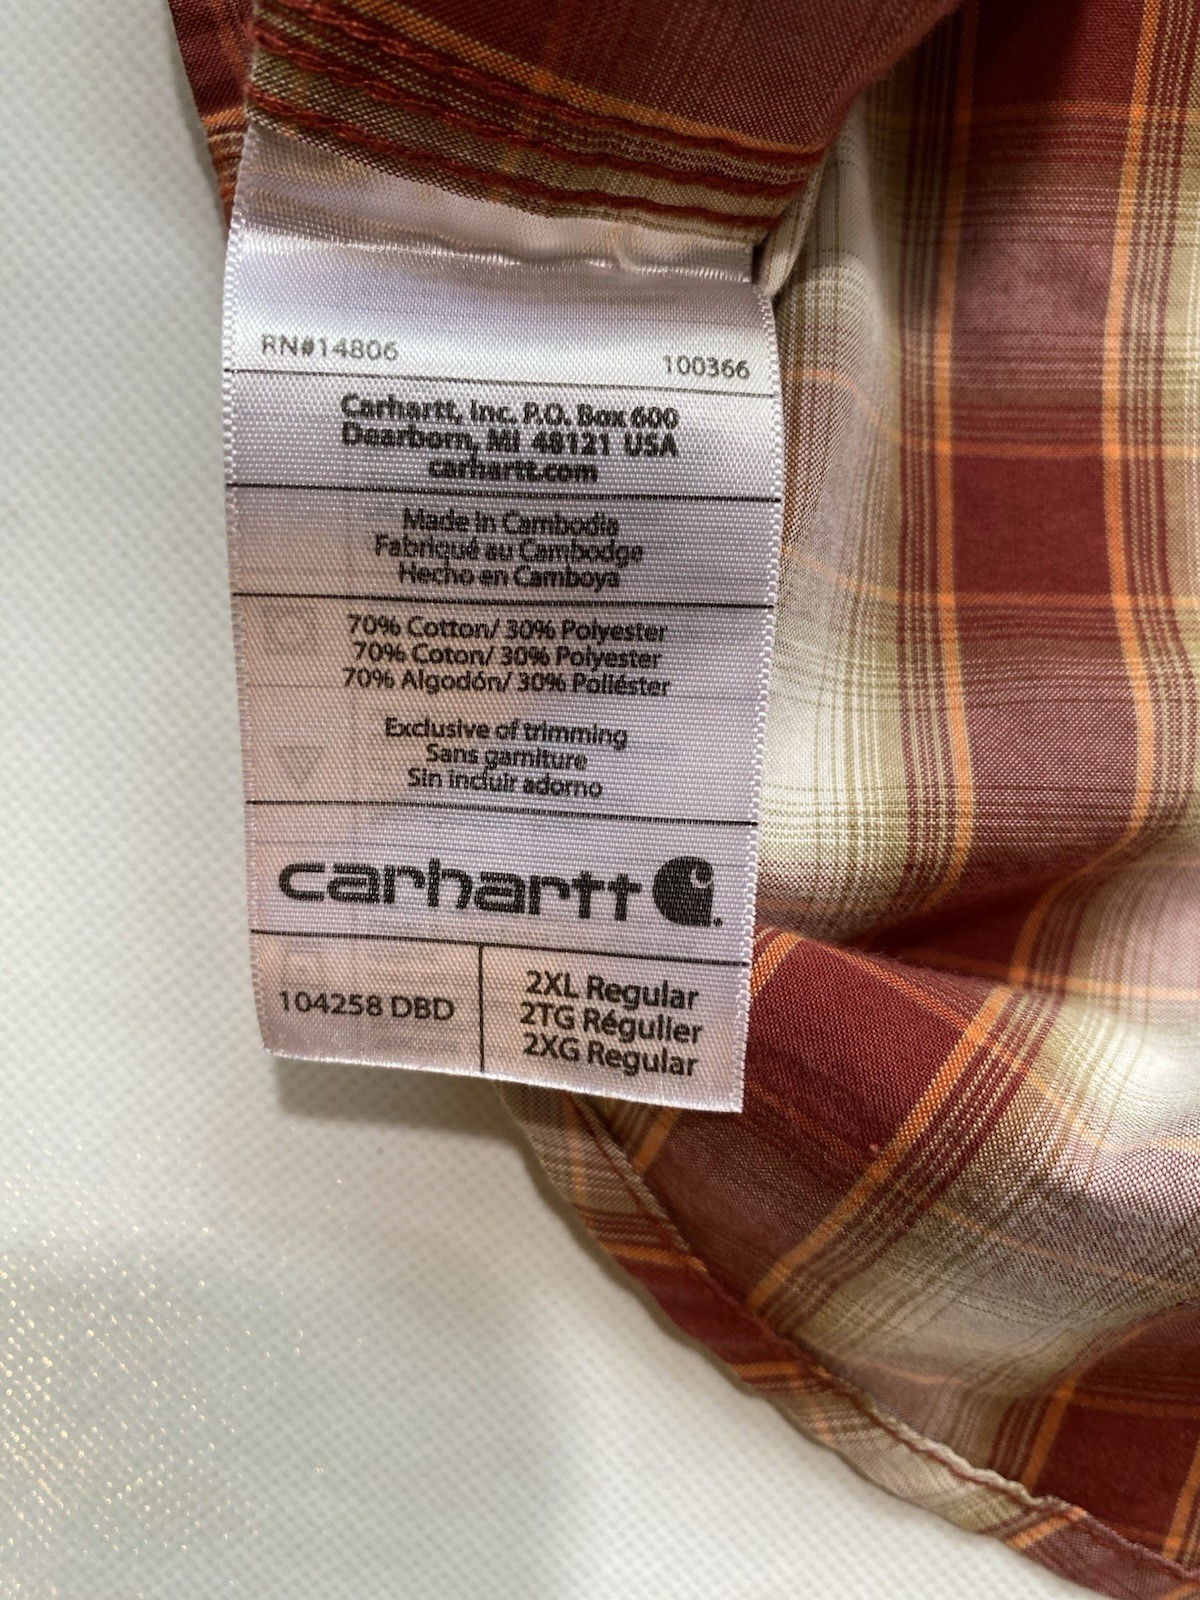 RN#14806 100366
Carhartt, Inc. P.O. Box 600
Dearborn, MI 48121 USA
carhartt.com
Made in Cambodia
Fabriqué au Cambodge
Hecho en Camboya
70% Cotton/ 30% Polyester
70% Coton/ 30% Polyester
70% Algodón/ 30% Poliéster
Exclusive of trimming
Sans garniture
Sin incluir adorno
carhartt
104258 DBD
2XL Regular
2TG Régulier
2XG Regular